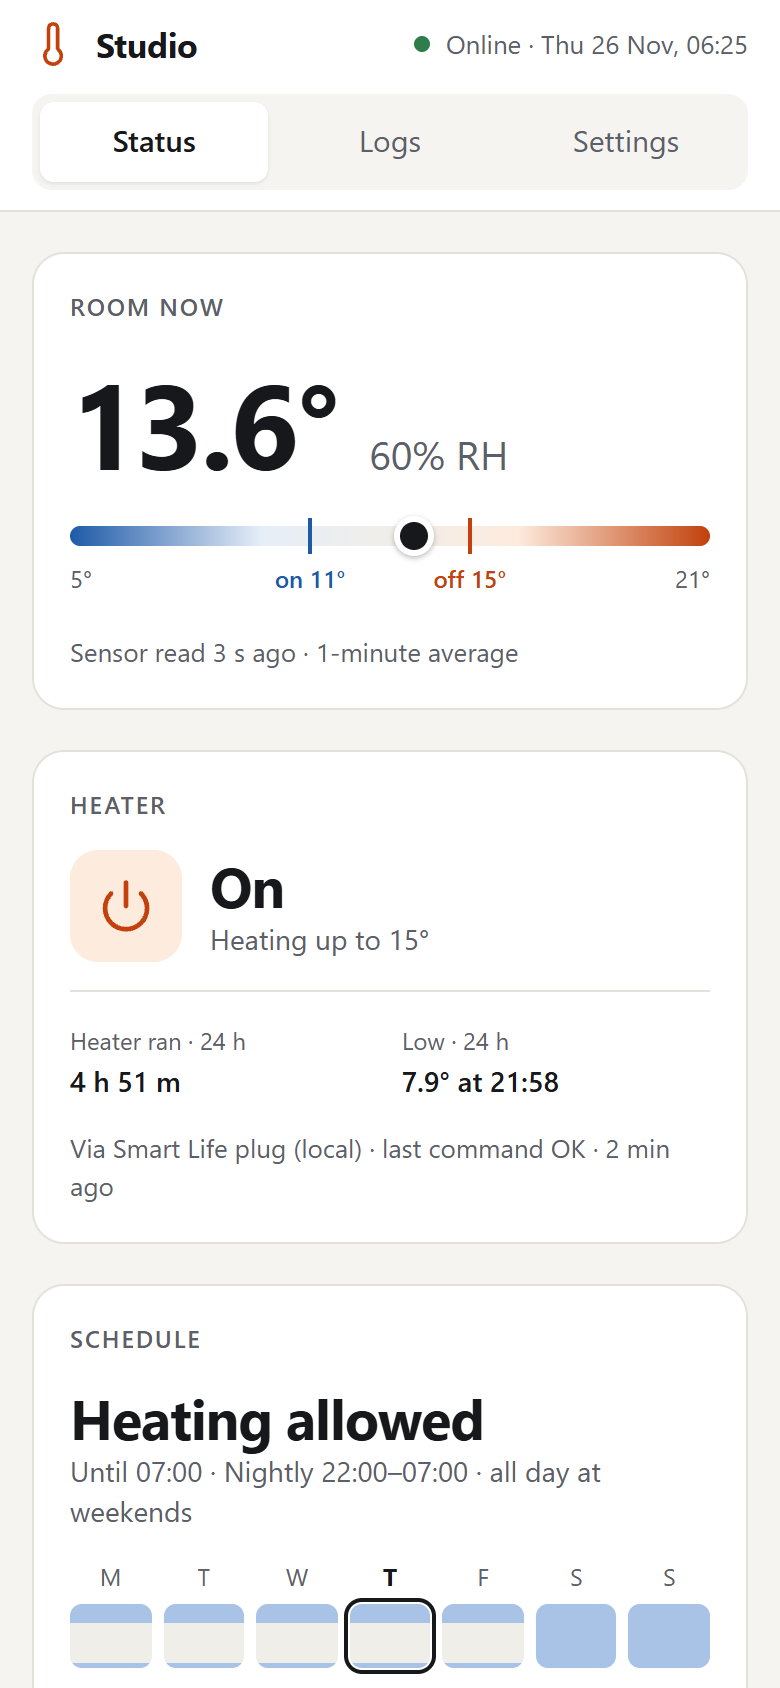 Studio
Online · Thu 26 Nov, 06:25
Status Logs Settings
ROOM NOW
13.6° 60% RH
5° on 11° off 15° 21°
Sensor read 3 s ago · 1-minute average
HEATER
On
Heating up to 15°
Heater ran · 24 h Low · 24 h
4 h 51 m 7.9° at 21:58
Via Smart Life plug (local) · last command OK · 2 min
ago
SCHEDULE
Heating allowed
Until 07:00 · Nightly 22:00–07:00 · all day at
weekends
M T W T F S S